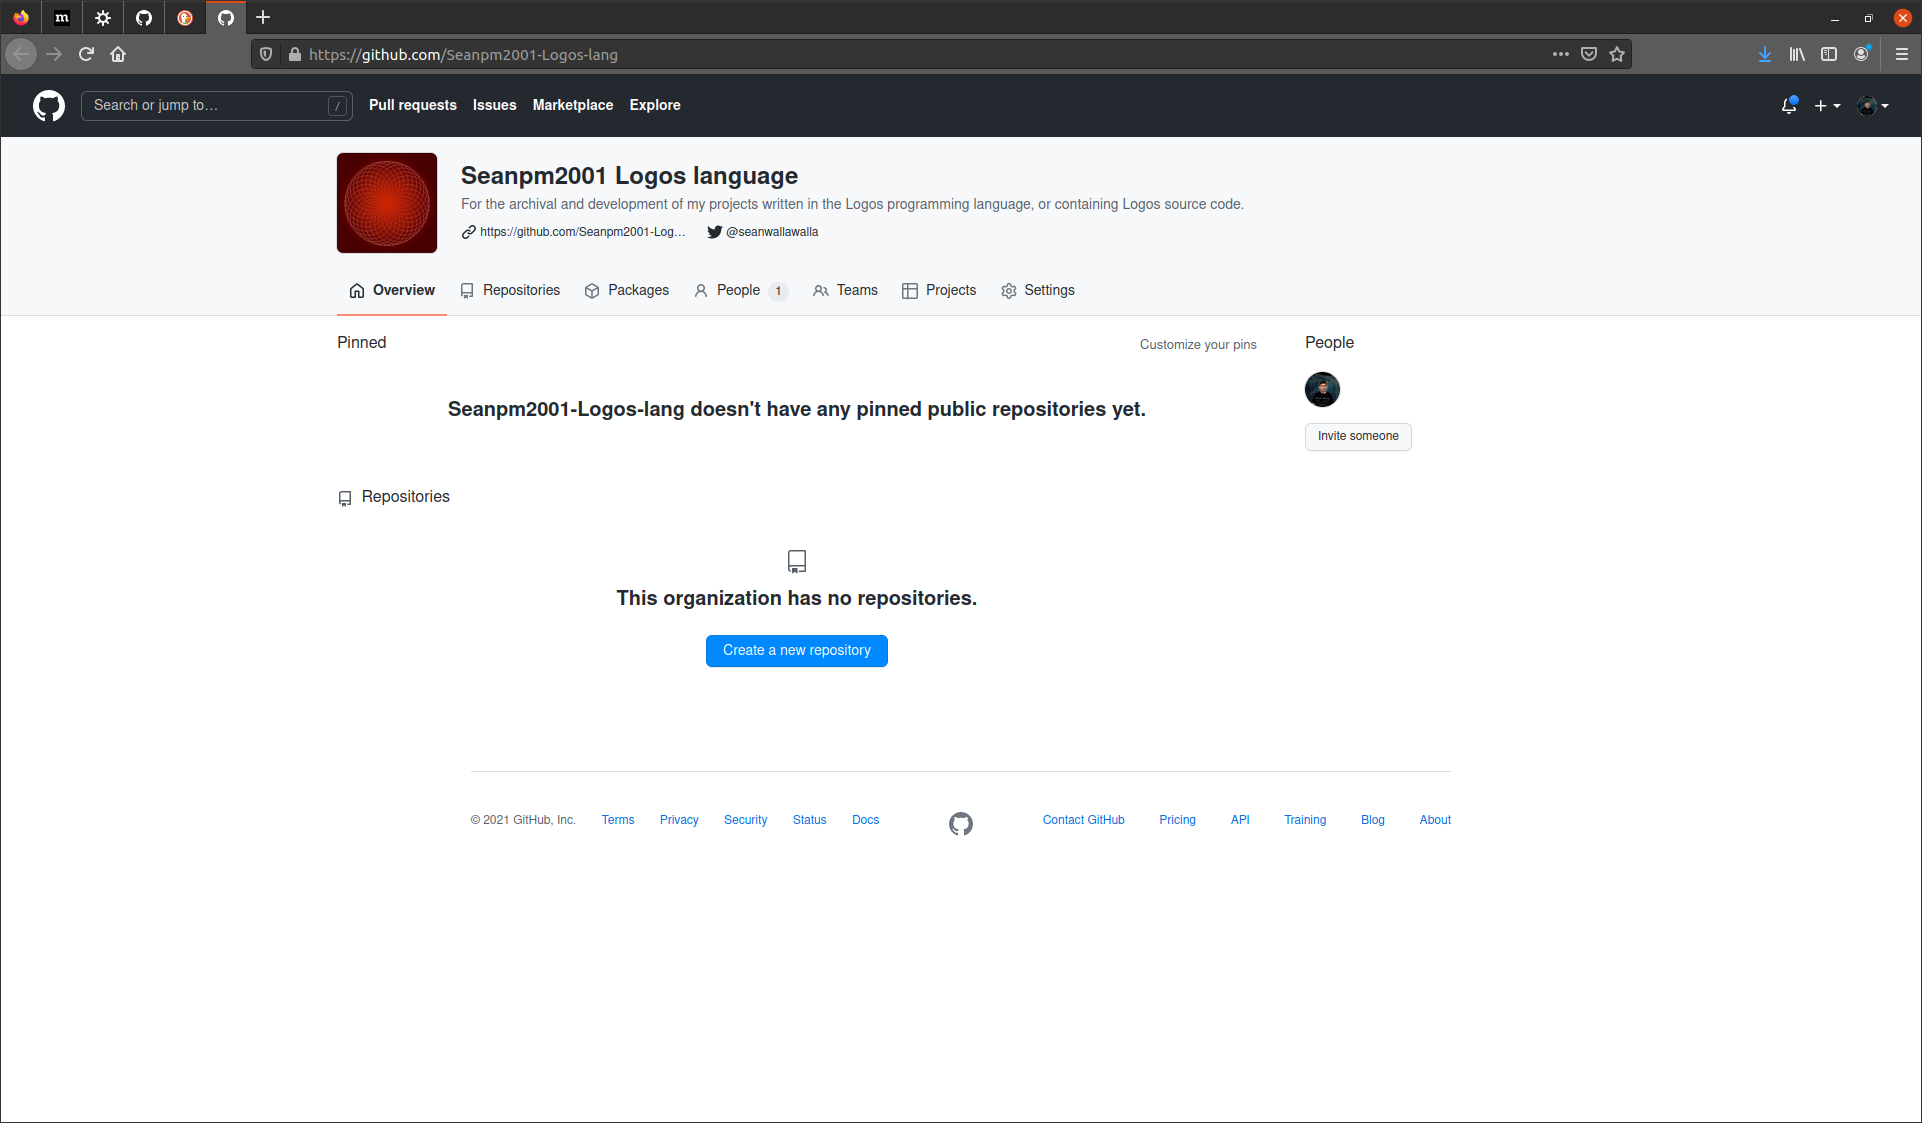 m
https://github.com/Seanpm2001-Logos-lang
Search or jump to…
/
Pull requests
Issues
Marketplace
Explore
Seanpm2001 Logos language
For the archival and development of my projects written in the Logos programming language, or containing Logos source code.
https://github.com/Seanpm2001-Log…
@seanwallawalla
Overview
Repositories
Packages
People 1
Teams
Projects
Settings
Pinned
Customize your pins
Seanpm2001-Logos-lang doesn't have any pinned public repositories yet.
People
Invite someone
Repositories
This organization has no repositories.
Create a new repository
© 2021 GitHub, Inc.
Terms
Privacy
Security
Status
Docs
Contact GitHub
Pricing
API
Training
Blog
About